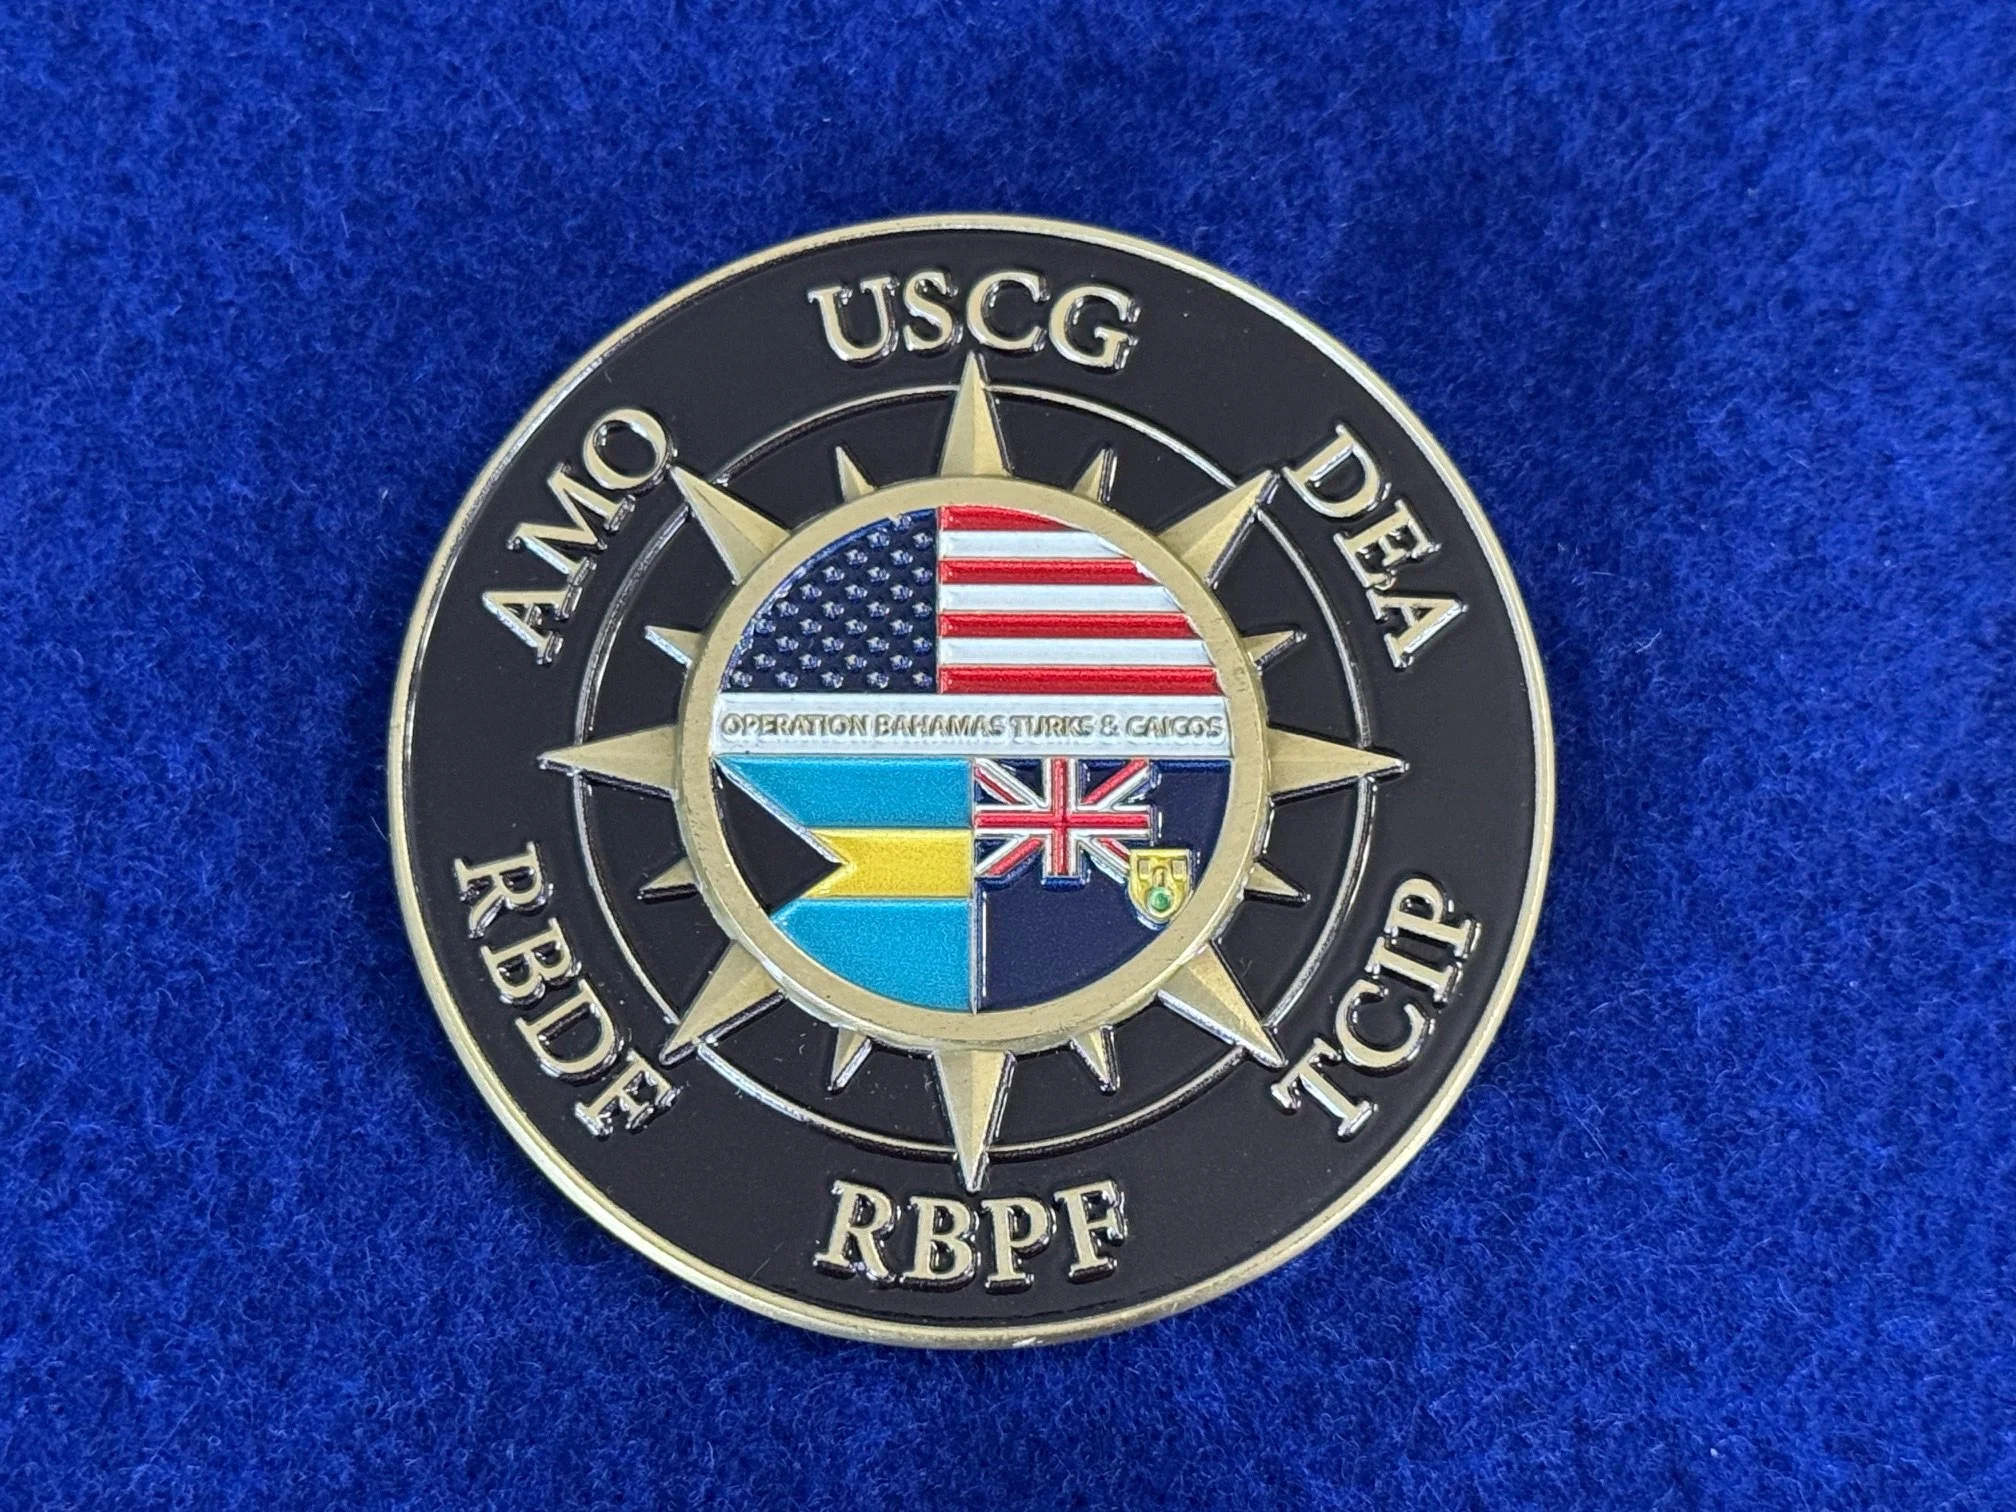 USCG
DEA
TCIP
RBPF
RBDF
AMO
OPERATION BAHAMAS TURKS & CAICOS